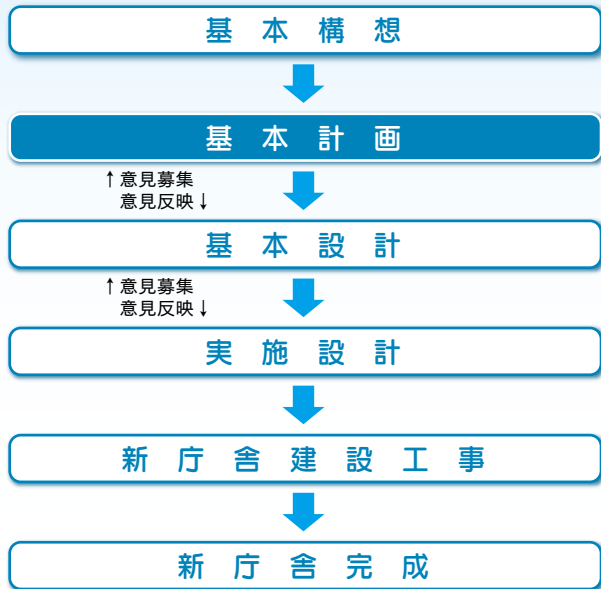 基本構想
基本計画
↑意見募集
意見反映↓
基本設計
↑意見募集
意見反映↓
実施設計
新庁舎建設工事
新庁舎完成